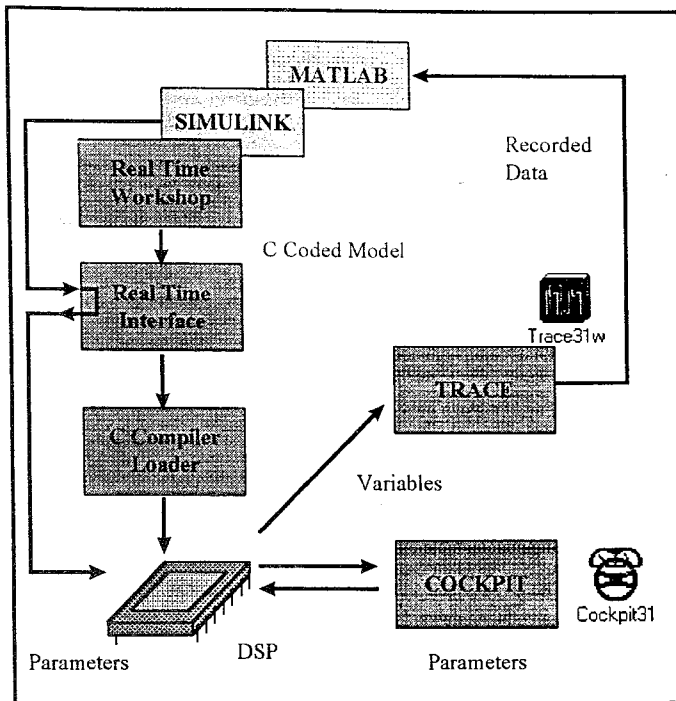 MATLAB
SIMULINK
Real Time
Workshop
Recorded
Data
C Coded Model
Real Time
Interface
Trace31w
TRACE
C Compiler
Loader
Variables
COCKPIT
Cockpit31
Parameters
DSP
Parameters